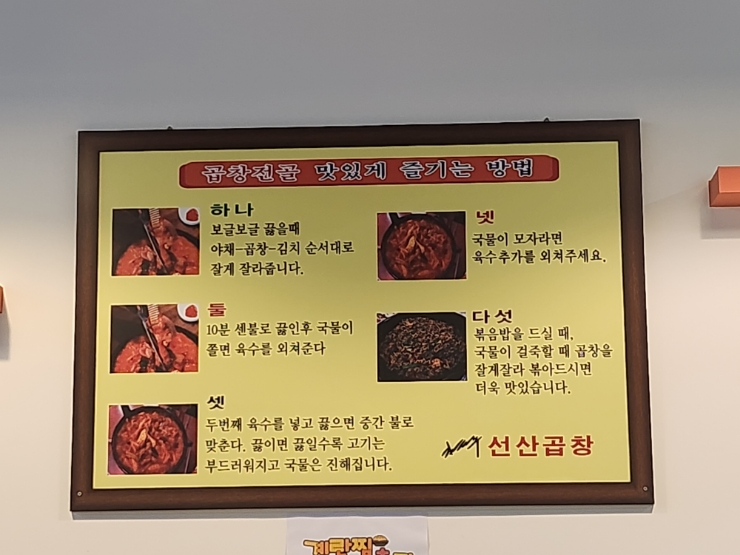 곱창전골 맛있게 즐기는 방법
하나
보글보글 끓을때
야채-곱창-김치 순서대로
잘게 잘라줍니다.
둘
10분 센불로 끓인후 국물이
쫄면 육수를 외쳐준다
셋
두번째 육수를 넣고 끓으면 중간 불로
맞춘다. 끓이면 끓일수록 고기는
부드러워지고 국물은 진해집니다.
넷
국물이 모자라면
육수추가를 외쳐주세요.
다섯
볶음밥을 드실 때,
국물이 걸죽할 때 곱창을
잘게잘라 볶아드시면
더욱 맛있습니다.
선산곱창
계란찜